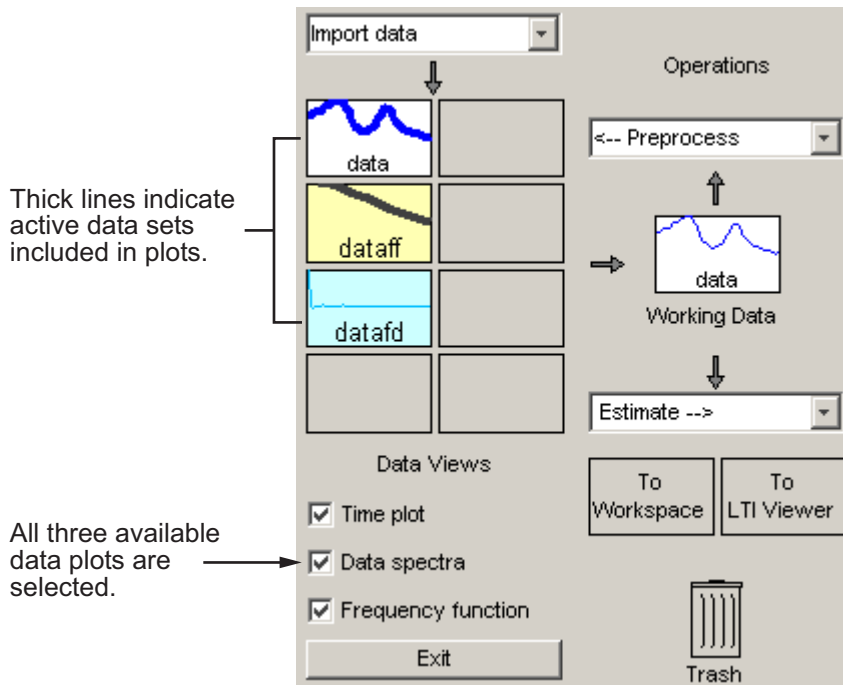 Import data
Operations
data
<-- Preprocess
Thick lines indicate
active data sets
included in plots.
dataff
data
Working Data
datafd
Estimate -->
Data Views
To
Workspace
To
LTI Viewer
Time plot
All three available
data plots are
selected.
Data spectra
Frequency function
Exit
Trash